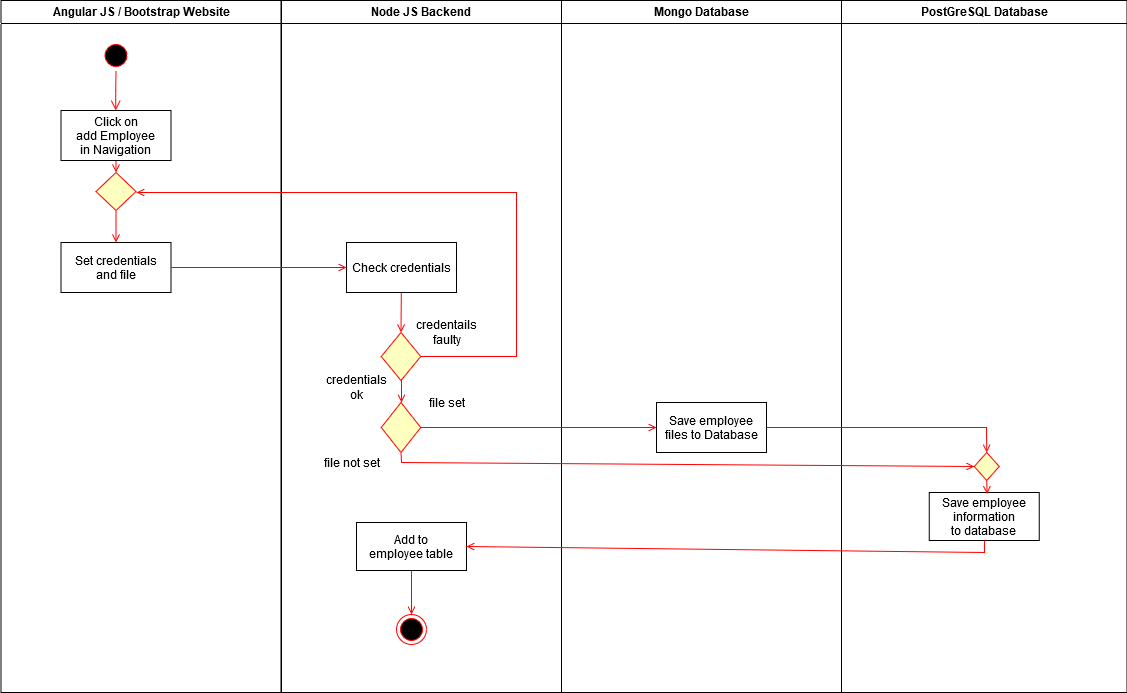 Angular JS / Bootstrap Website
Node JS Backend
Mongo Database
PostGreSQL Database
Click on
add Employee
in Navigation
Set credentials
and file
Check credentials
credentails
faulty
credentials
ok
file set
Save employee
files to Database
file not set
Save employee
information
to database
Add to
employee table